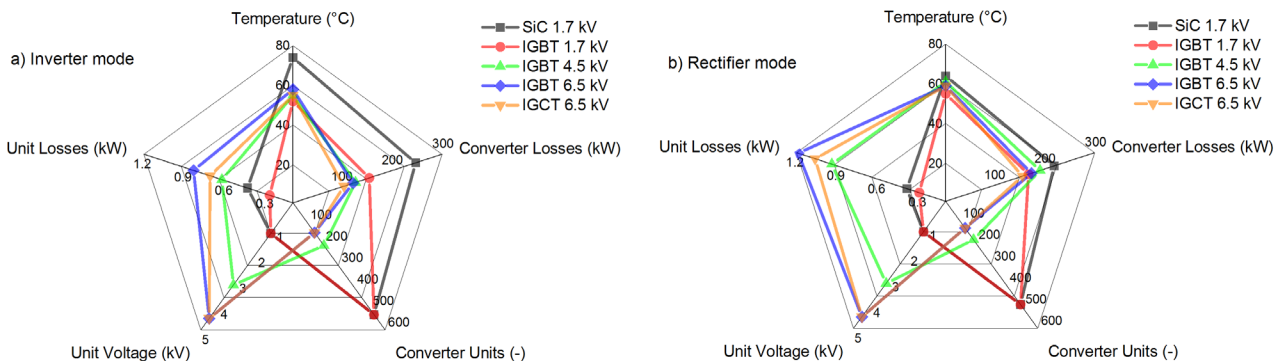 a) Inverter mode
Temperature (°C)
80
60
40
20
Unit Losses (kW)
1.2
0.9
0.6
0.3
Converter Losses (kW)
300
200
100
Unit Voltage (kV)
1
2
3
4
5
Converter Units (-)
100
200
300
400
500
600
SiC 1.7 kV
IGBT 1.7 kV
IGBT 4.5 kV
IGBT 6.5 kV
IGCT 6.5 kV
b) Rectifier mode
Temperature (°C)
80
60
40
20
Unit Losses (kW)
1.2
0.9
0.6
0.3
Converter Losses (kW)
300
200
100
Unit Voltage (kV)
1
2
3
4
5
Converter Units (-)
100
200
300
400
500
600
SiC 1.7 kV
IGBT 1.7 kV
IGBT 4.5 kV
IGBT 6.5 kV
IGCT 6.5 kV